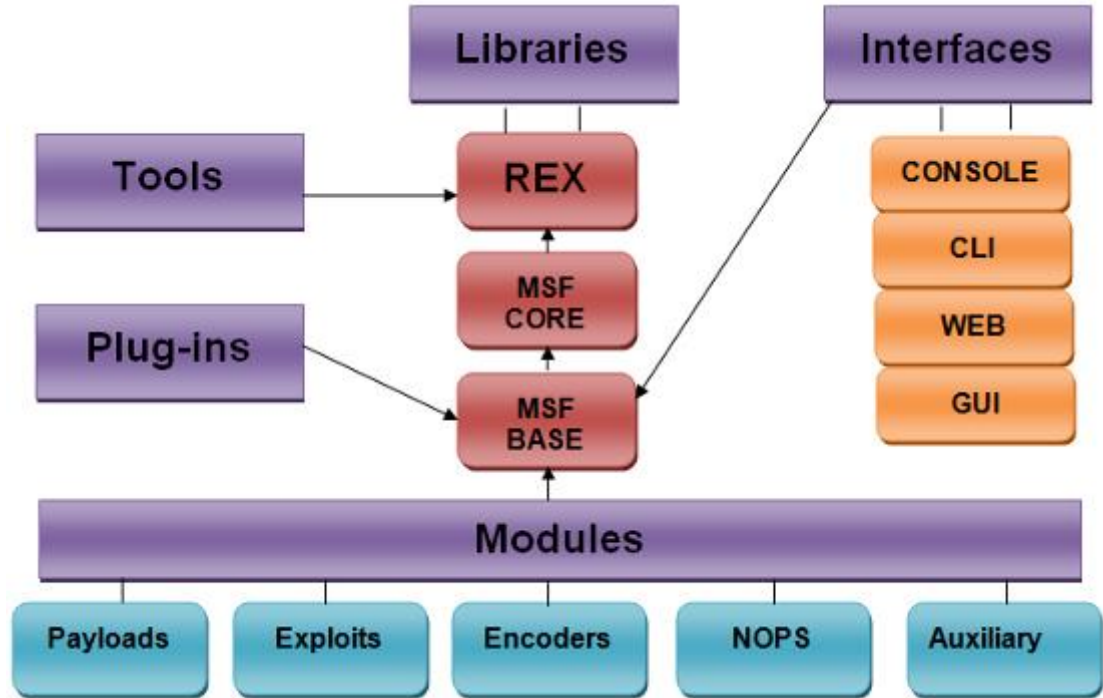 Libraries
Interfaces
Tools
REX
CONSOLE
CLI
MSF
CORE
Plug-ins
WEB
MSF
BASE
GUI
Modules
Payloads
Exploits
Encoders
NOPS
Auxiliary